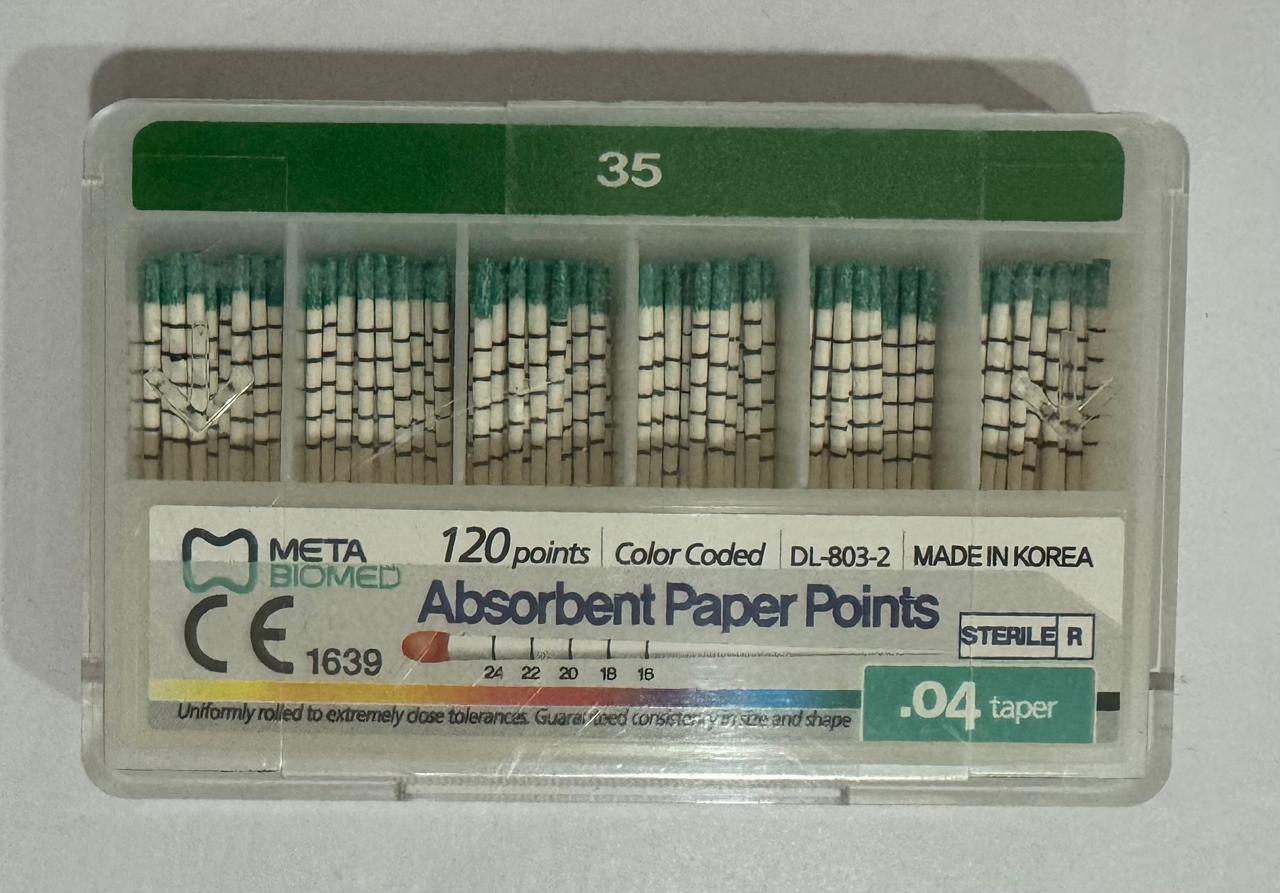 35
META
BIOMED
120 points
Color Coded
DL-803-2
MADE IN KOREA
Absorbent Paper Points
CE 1639
STERILE R
24 22 20 18 16
.04 taper
Uniformly rolled to extremely close tolerances. Guaranteed consistency in size and shape